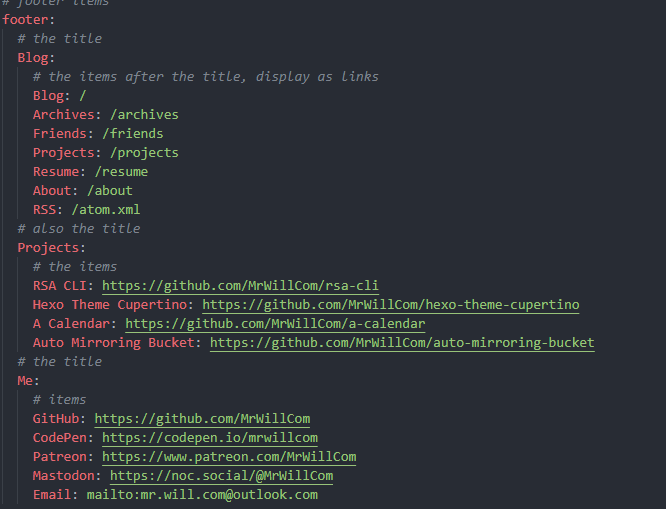 # footer items
footer:
# the title
Blog:
# the items after the title, display as links
Blog: /
Archives: /archives
Friends: /friends
Projects: /projects
Resume: /resume
About: /about
RSS: /atom.xml
# also the title
Projects:
# the items
RSA CLI: https://github.com/MrWillCom/rsa-cli
Hexo Theme Cupertino: https://github.com/MrWillCom/hexo-theme-cupertino
A Calendar: https://github.com/MrWillCom/a-calendar
Auto Mirroring Bucket: https://github.com/MrWillCom/auto-mirroring-bucket
# the title
Me:
# items
GitHub: https://github.com/MrWillCom
CodePen: https://codepen.io/mrwillcom
Patreon: https://www.patreon.com/MrWillCom
Mastodon: https://noc.social/@MrWillCom
Email: mailto:mr.will.com@outlook.com